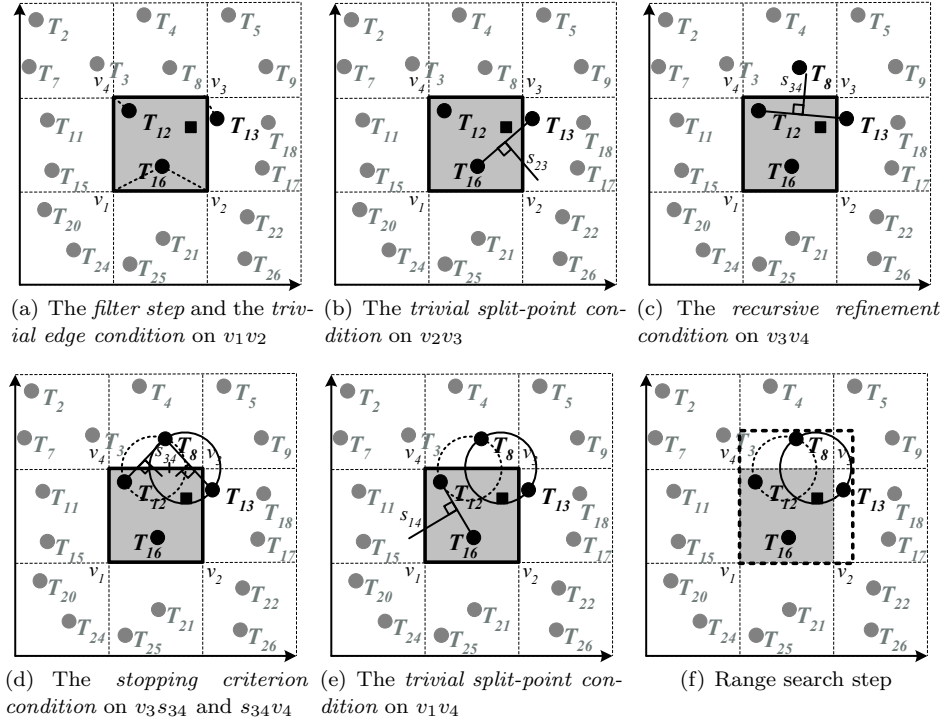 T2 T4 T5
T7 v4 T3 T8 v3 T9
T11 T12 T13 T18
T15 T16 T17
v1 v2
T20 T22
T24 T21 T25 T26
T2 T4 T5
T7 v4 T3 T8 v3 T9
T11 T12 T13 T18
T15 T16 s23 T17
v1 v2
T20 T22
T24 T21 T25 T26
T2 T4 T5
T7 v4 T3 s34 T8 v3 T9
T11 T12 T13 T18
T15 T16 T17
v1 v2
T20 T22
T24 T21 T25 T26
(a) The filter step and the triv-
ial edge condition on v1v2
(b) The trivial split-point con-
dition on v2v3
(c) The recursive refinement
condition on v3v4
T2 T4 T5
T7 v4 T3 s34 T8 T9
T11 T12 T13 T18
T15 T16 T17
v1 v2
T20 T22
T24 T21 T25 T26
T2 T4 T5
T7 v4 T3 T8 T9
T11 T12 T13 T18
T15 s14 T16 T17
v1 v2
T20 T22
T24 T21 T25 T26
T2 T4 T5
T7 v4 T3 T8 T9
T11 T12 T13 T18
T15 T16 T17
v1 v2
T20 T22
T24 T21 T25 T26
(d) The stopping criterion
condition on v3s34 and s34v4
(e) The trivial split-point con-
dition on v1v4
(f) Range search step